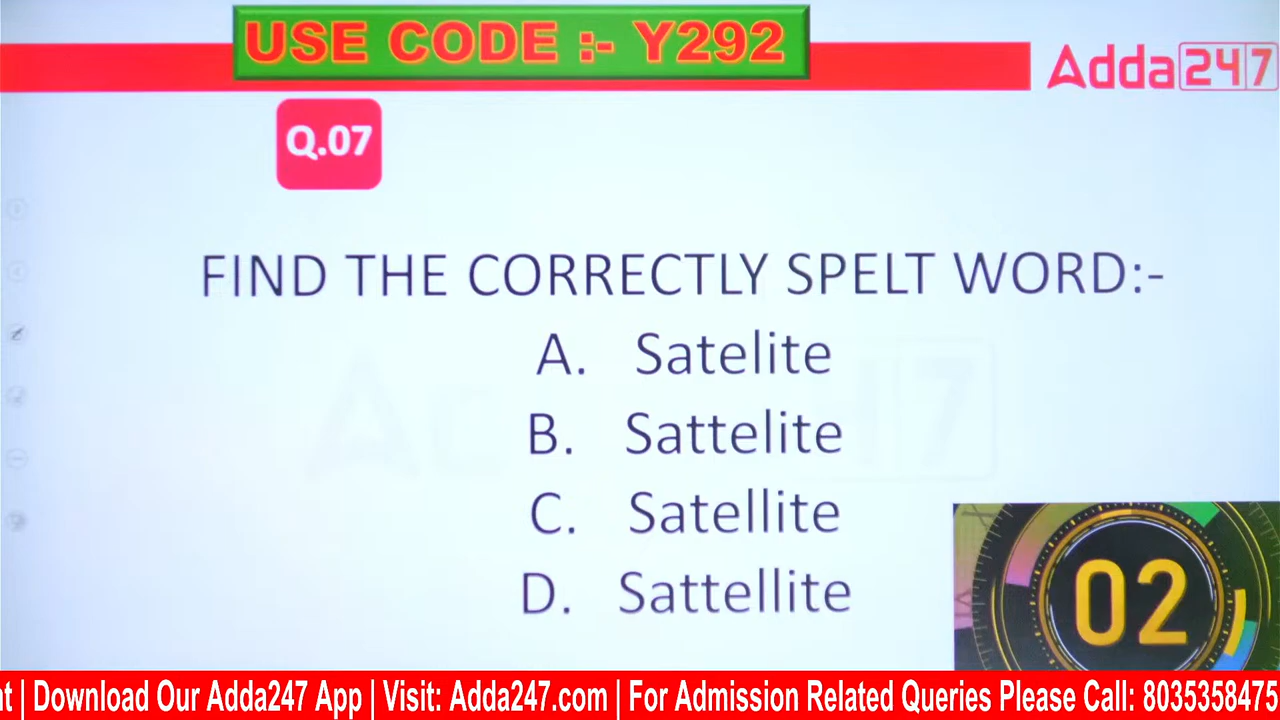 USE CODE :- Y292
Adda247
Q.07
FIND THE CORRECTLY SPELT WORD:-
A. Satelite
B. Sattelite
C. Satellite
D. Sattellite
02
nt | Download Our Adda247 App | Visit: Adda247.com | For Admission Related Queries Please Call: 8035358475